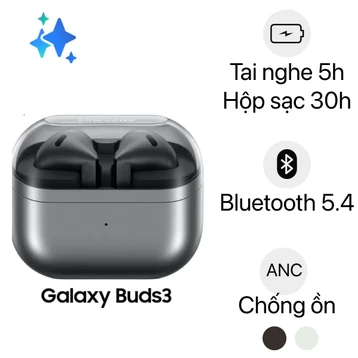 Tai nghe 5h
Hộp sạc 30h
Bluetooth 5.4
Galaxy Buds3
ANC
Chống ồn